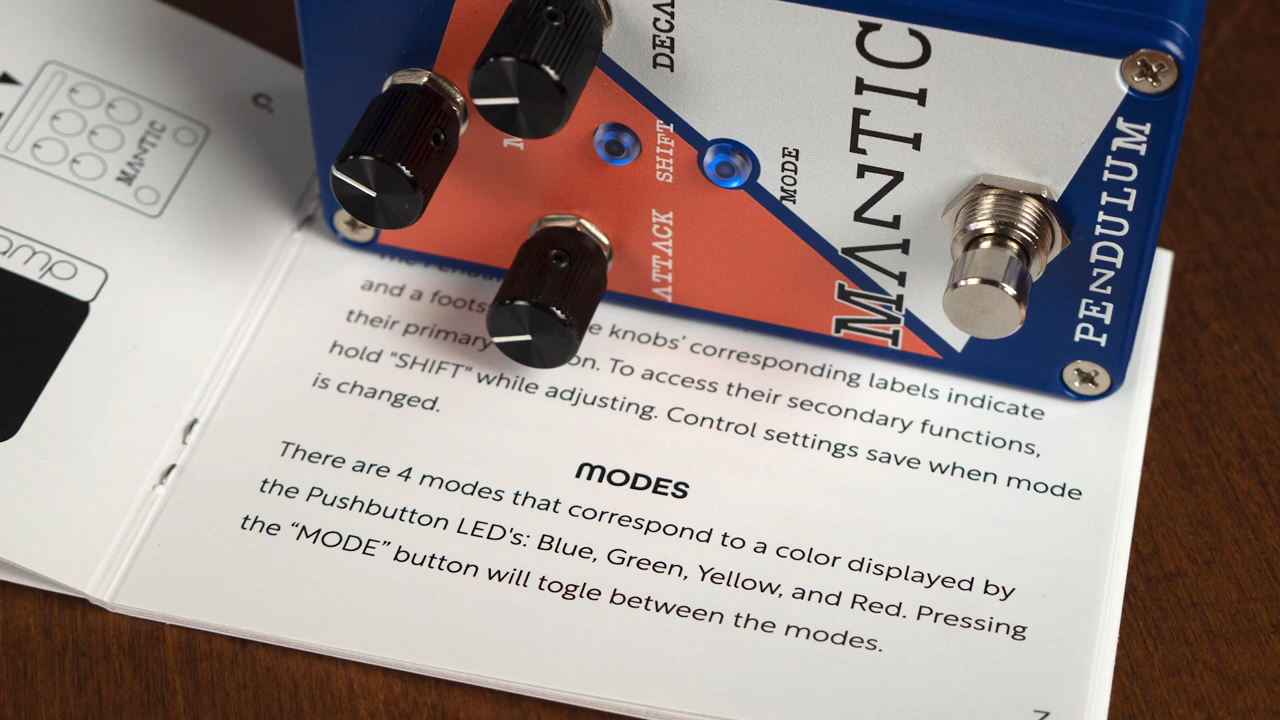 MANTIC
amp
DECA
SHIFT
MODE
ATTACK
MANTIC
PENDULUM
and a foots
their primary on. e knobs’ corresponding labels indicate
hold "SHIFT" while adjusting. To access their secondary functions,
is changed. Control settings save when mode
MODES
There are 4 modes that correspond to a color displayed by
the Pushbutton LED's: Blue, Green, Yellow, and Red. Pressing
the “MODE” button will togle between the modes.
7